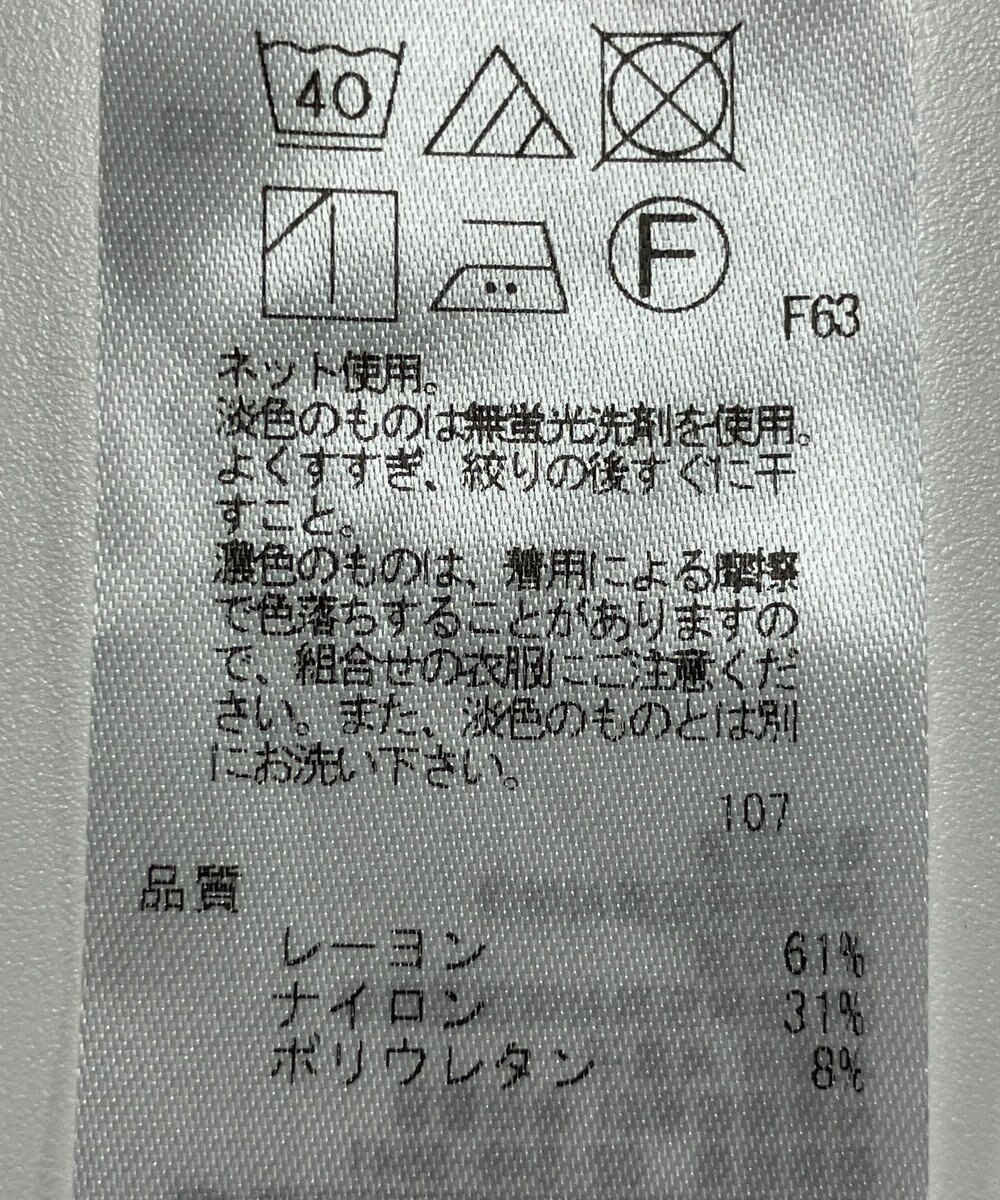 40
F
F63
ネット使用。
淡色のものは無蛍光洗剤を使用。
よくすすぎ、絞りの後すぐに干
すこと。
濃色のものは、着用による摩擦
で色落ちすることがありますの
で、組合せの衣服にご注意くだ
さい。また、淡色のものとは別
にお洗い下さい。
107
品質
レーヨン 61%
ナイロン 31%
ポリウレタン 8%